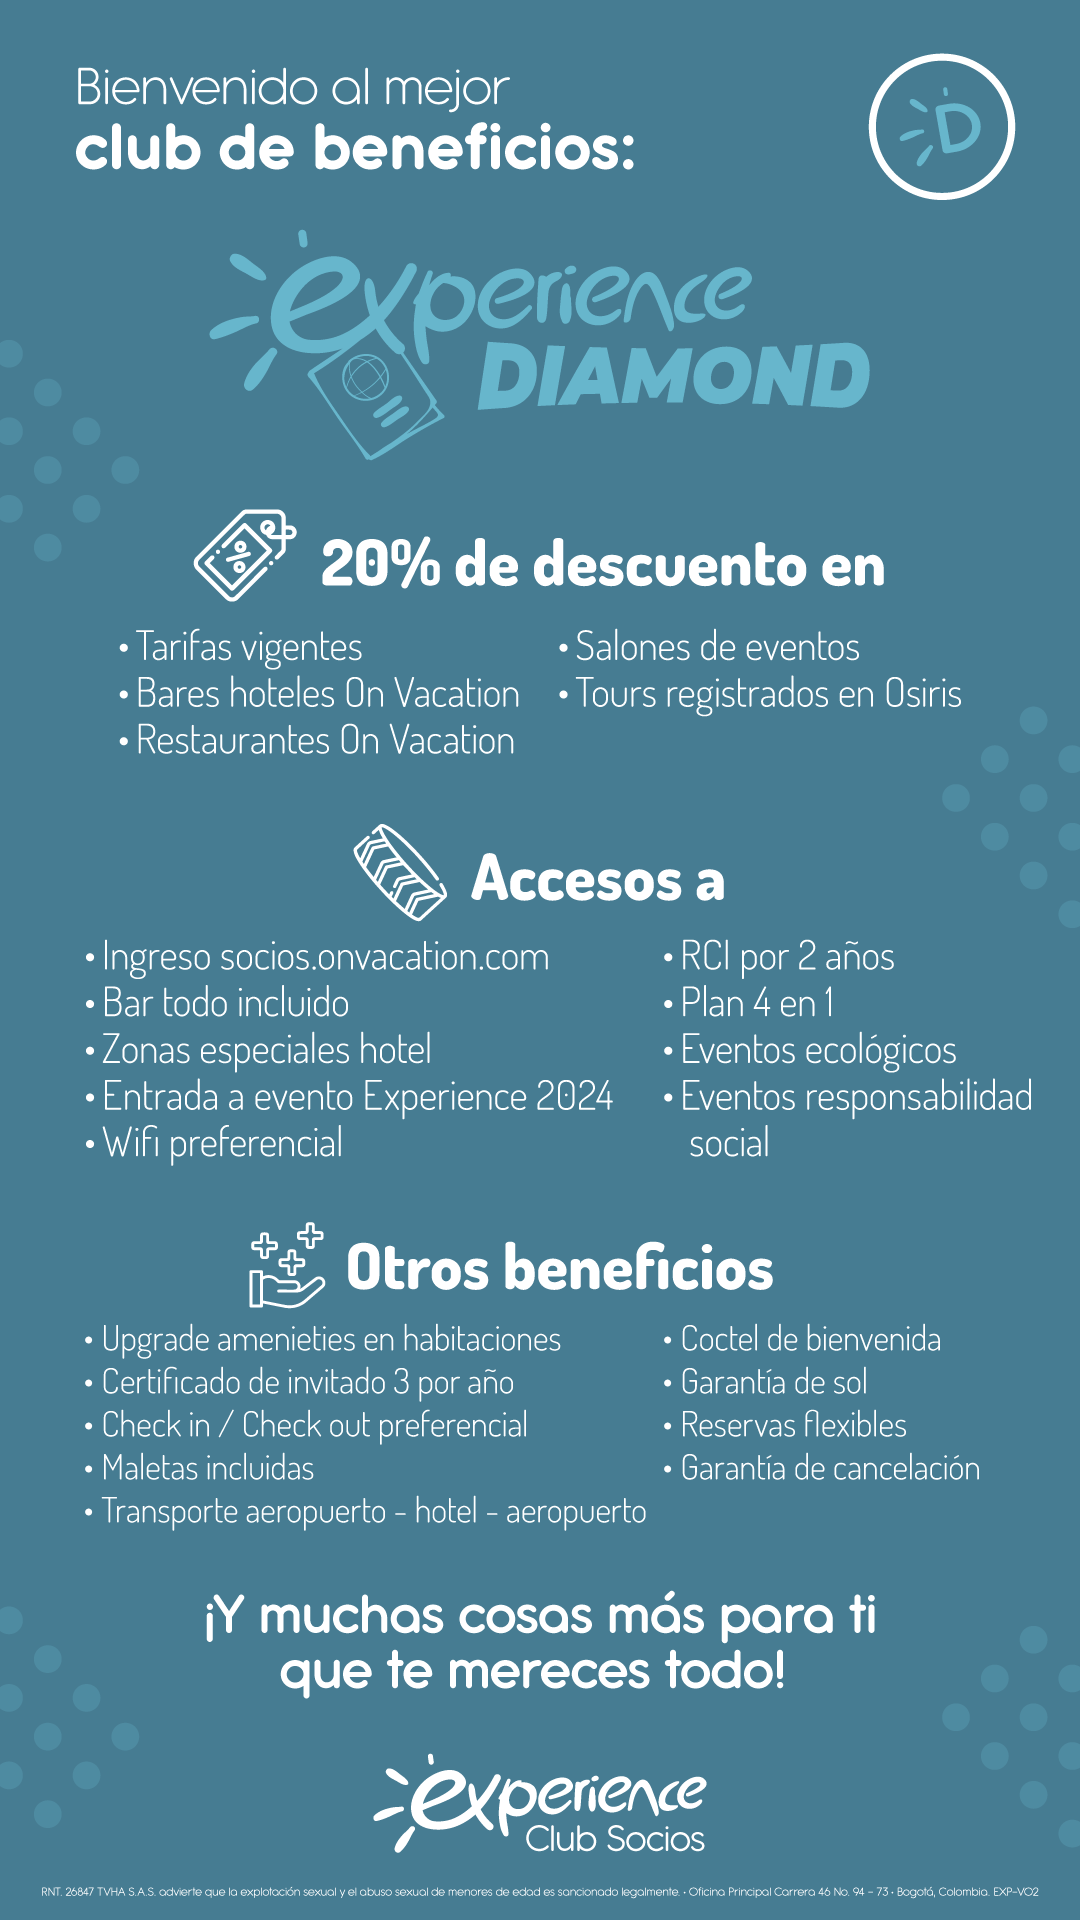 Bienvenido al mejor
club de beneficios:
D
experience
DIAMOND
20% de descuento en
• Tarifas vigentes
• Bares hoteles On Vacation
• Restaurantes On Vacation
• Salones de eventos
• Tours registrados en Osiris
Accesos a
• Ingreso socios.onvacation.com
• Bar todo incluido
• Zonas especiales hotel
• Entrada a evento Experience 2024
• Wifi preferencial
• RCI por 2 años
• Plan 4 en 1
• Eventos ecológicos
• Eventos responsabilidad
social
Otros beneficios
• Upgrade amenieties en habitaciones
• Certificado de invitado 3 por año
• Check in / Check out preferencial
• Maletas incluidas
• Transporte aeropuerto - hotel - aeropuerto
• Coctel de bienvenida
• Garantía de sol
• Reservas flexibles
• Garantía de cancelación
¡Y muchas cosas más para ti
que te mereces todo!
experience
Club Socios
RNT. 26847 TVHA S.A.S. advierte que la explotación sexual y el abuso sexual de menores de edad es sancionado legalmente. • Oficina Principal Carrera 46 No. 94 - 73 • Bogotá, Colombia. EXP-VO2